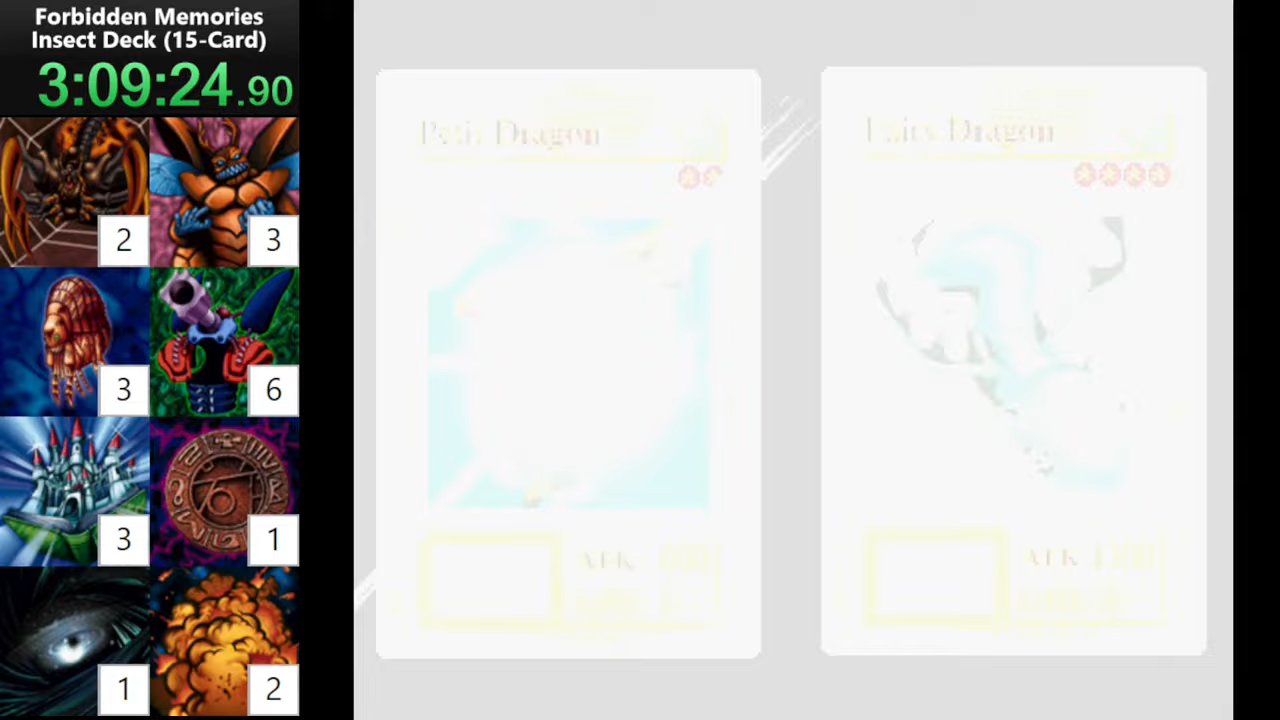 Forbidden Memories
Insect Deck (15-Card)
3:09:24.90
2
3
3
6
3
1
1
2
Petit Dragon
Fairy Dragon
ATK
ATK 1100